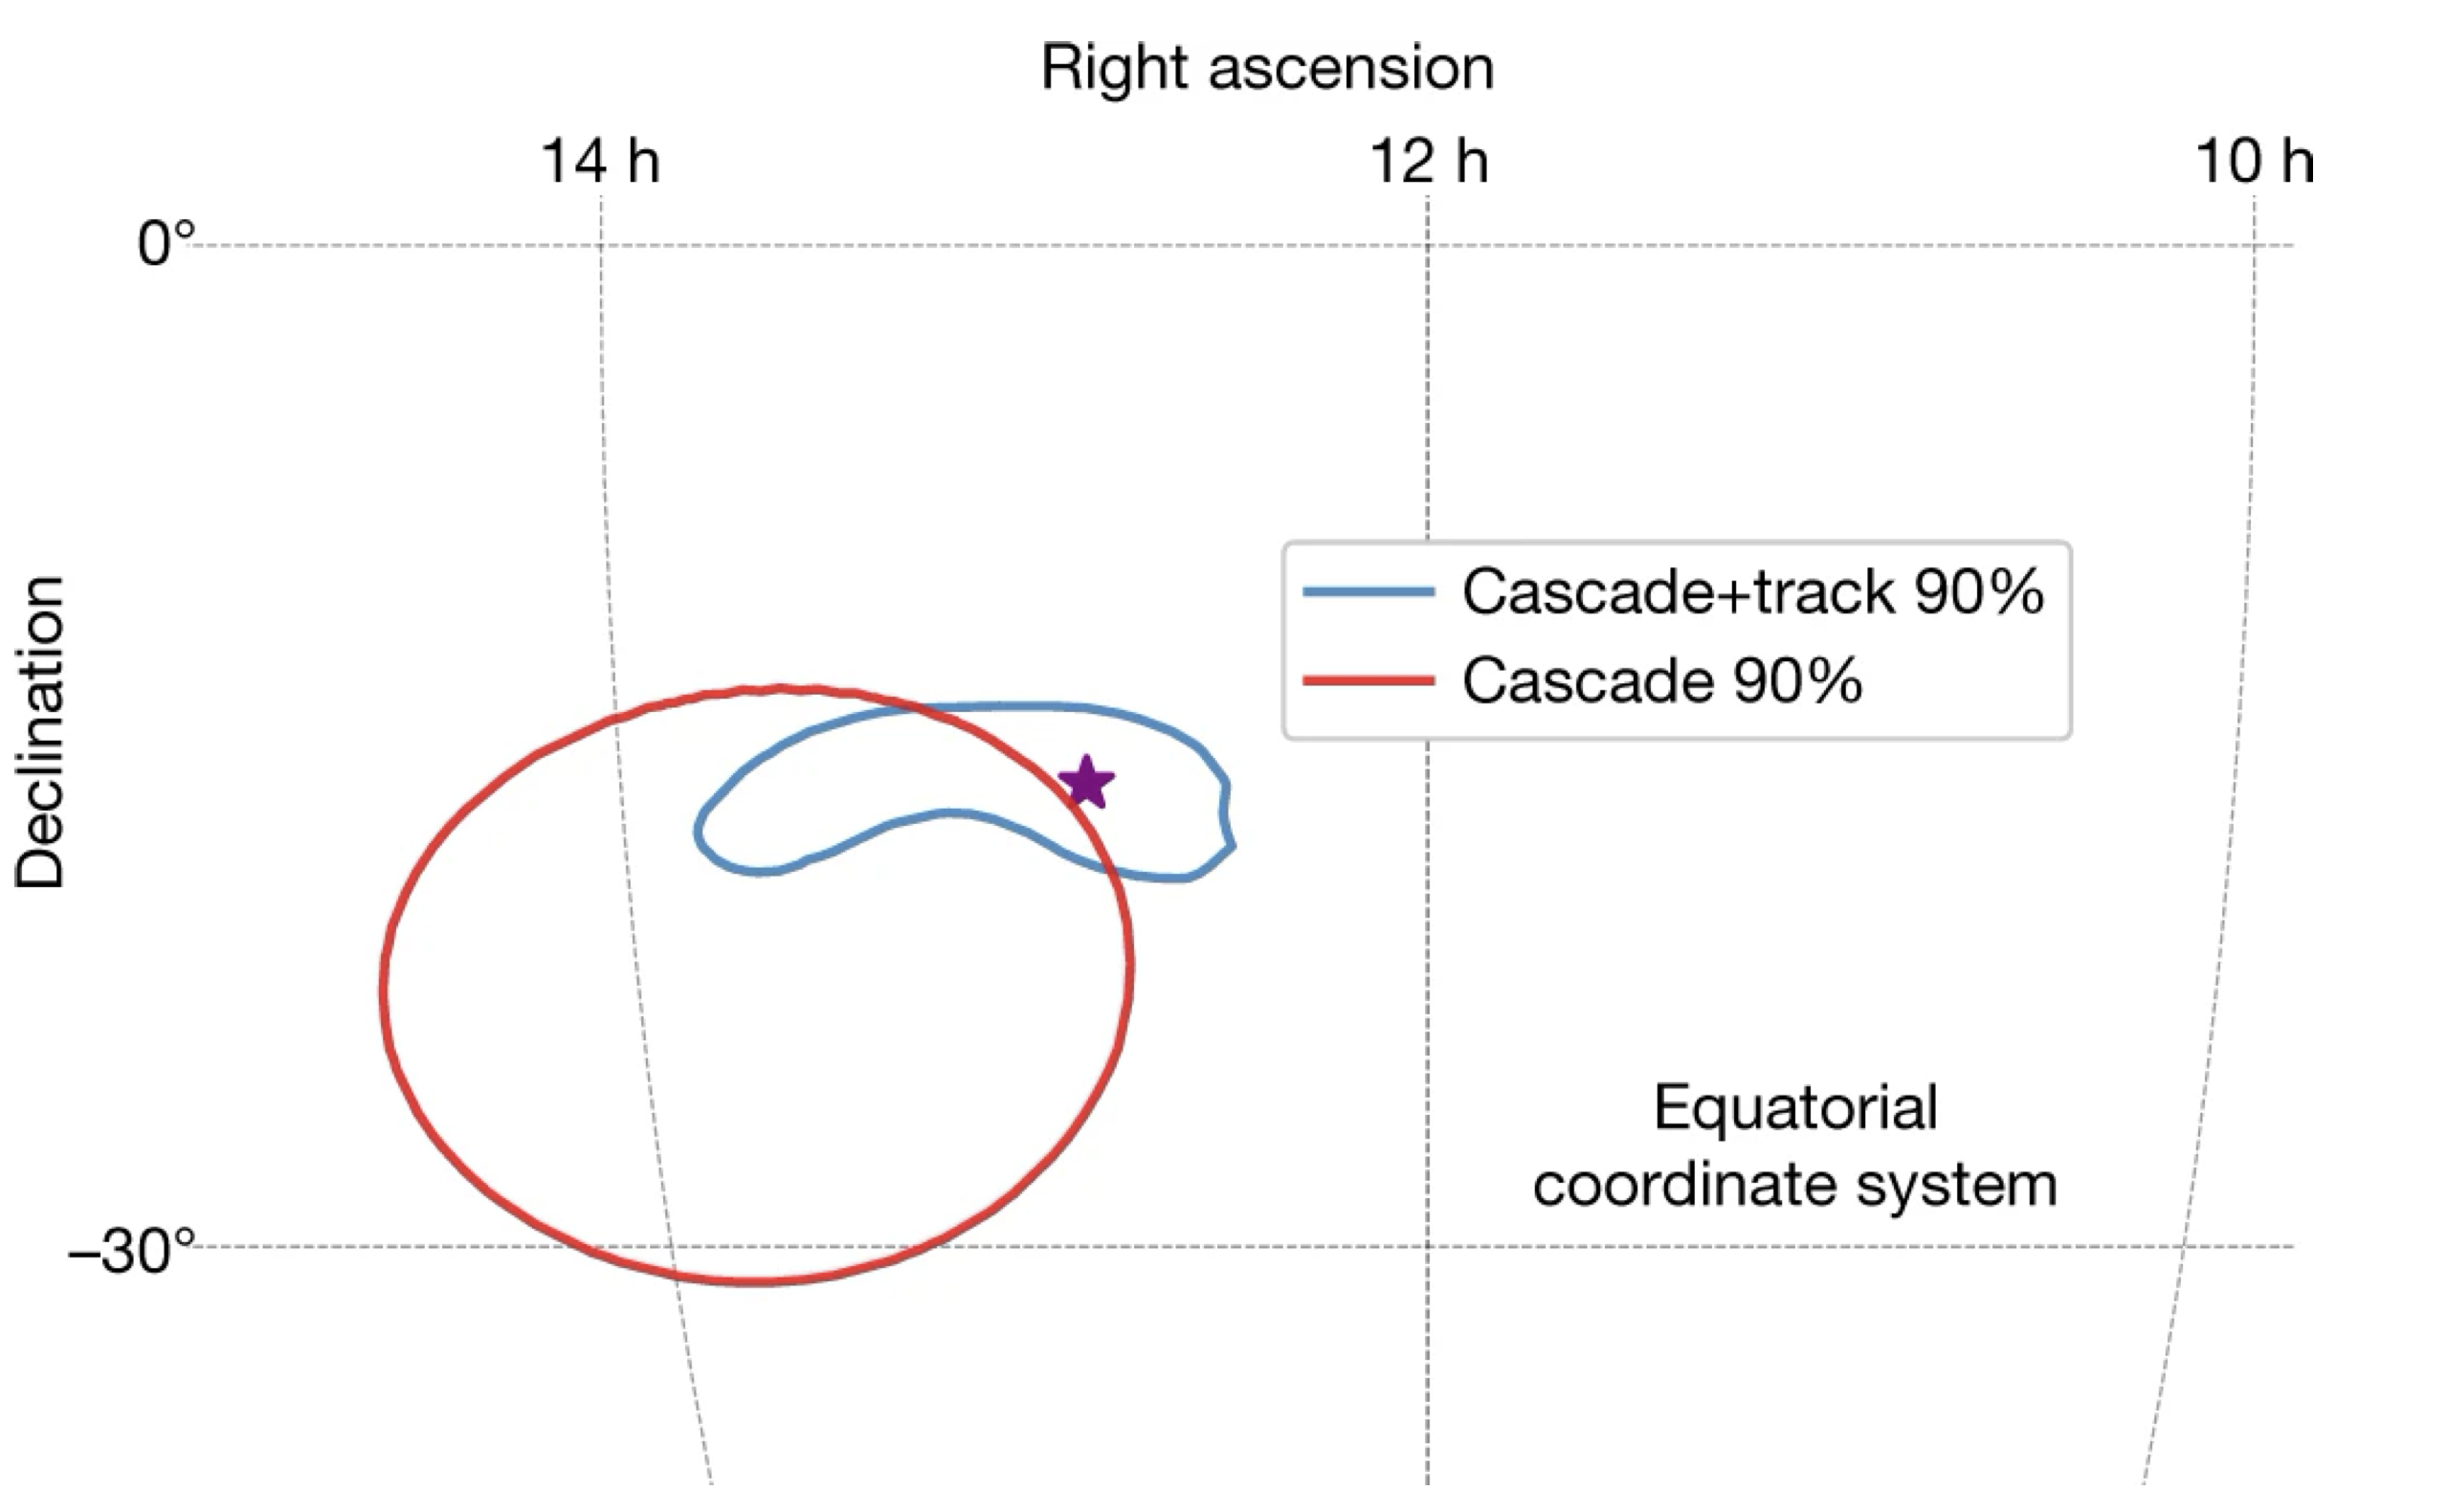 Right ascension
14 h 12 h 10 h
0°
Declination
Cascade+track 90%
Cascade 90%
Equatorial
coordinate system
–30°